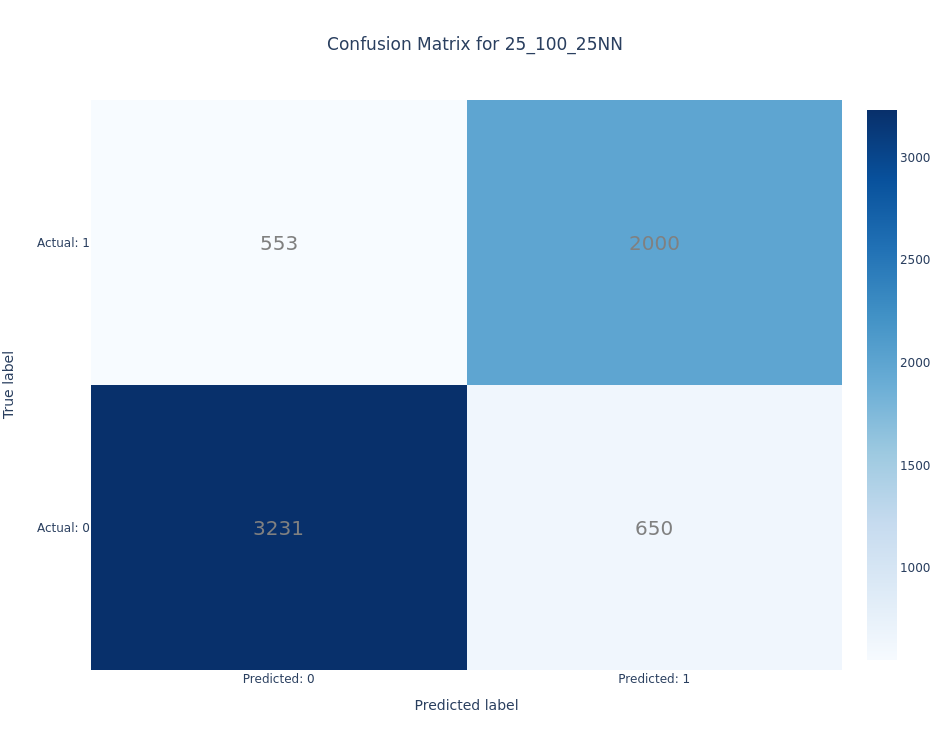 Confusion Matrix for 25_100_25NN
True label
Actual: 1
Actual: 0
553
2000
3231
650
Predicted: 0
Predicted: 1
Predicted label
3000
2500
2000
1500
1000